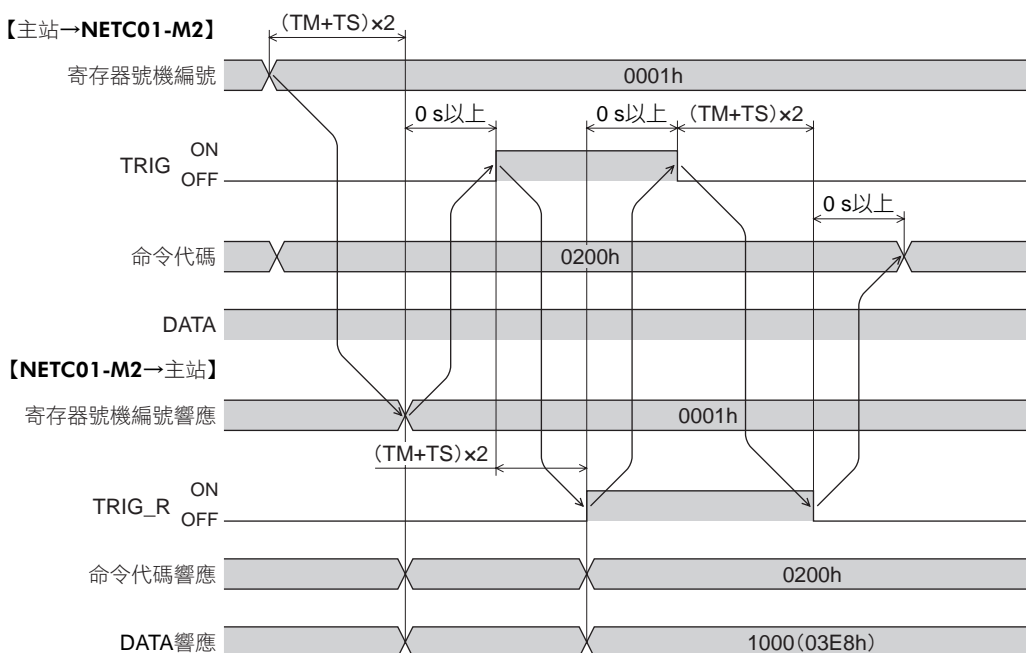 【主站→NETC01-M2】
(TM+TS)×2
寄存器號機編號
0001h
0 s以上
0 s以上
(TM+TS)×2
TRIG
ON
OFF
0 s以上
命令代碼
0200h
DATA
【NETC01-M2→主站】
寄存器號機編號響應
0001h
(TM+TS)×2
TRIG_R
ON
OFF
命令代碼響應
0200h
DATA響應
1000(03E8h)